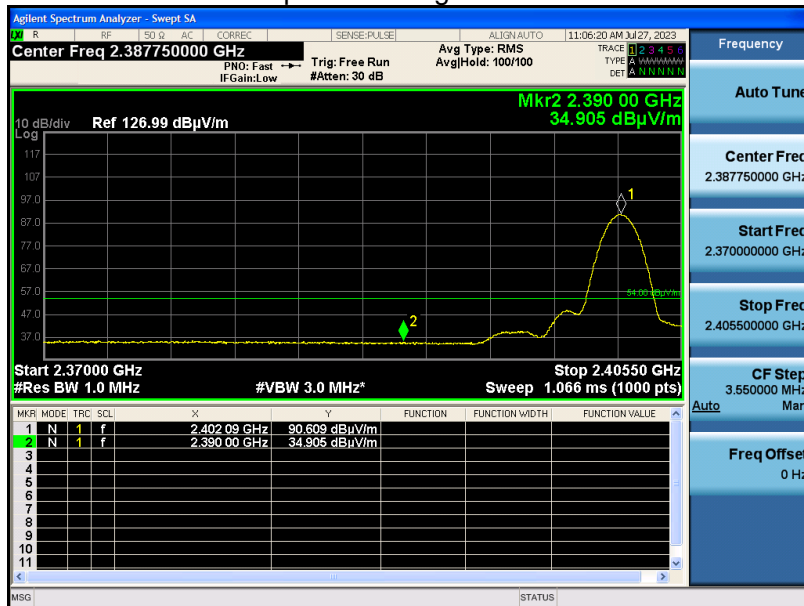 Agilent Spectrum Analyzer - Swept SA
LXI R RF 50 Ω AC CORREC SENSE:PULSE ALIGN AUTO 11:06:20 AM Jul 27, 2023
Center Freq 2.387750000 GHz
PNO: Fast
IFGain:Low
Trig: Free Run
#Atten: 30 dB
Avg Type: RMS
Avg|Hold: 100/100
TRACE 1 2 3 4 5 6
TYPE A WWWWW
DET A N N N N N
Mkr2 2.390 00 GHz
34.905 dBµV/m
10 dB/div Ref 126.99 dBµV/m
Log
117
107
97.0
87.0
77.0
67.0
57.0
47.0
37.0
1
54.00 dBµV/m
2
Start 2.37000 GHz Stop 2.40550 GHz
#Res BW 1.0 MHz #VBW 3.0 MHz* Sweep 1.066 ms (1000 pts)
MKR MODE TRC SCL X Y FUNCTION FUNCTION WIDTH FUNCTION VALUE
1 N 1 f 2.402 09 GHz 90.609 dBµV/m
2 N 1 f 2.390 00 GHz 34.905 dBµV/m
3
4
5
6
7
8
9
10
11
MSG STATUS
Frequency
Auto Tune
Center Freq
2.387750000 GHz
Start Freq
2.370000000 GHz
Stop Freq
2.405500000 GHz
CF Step
3.550000 MHz
Auto Man
Freq Offset
0 Hz